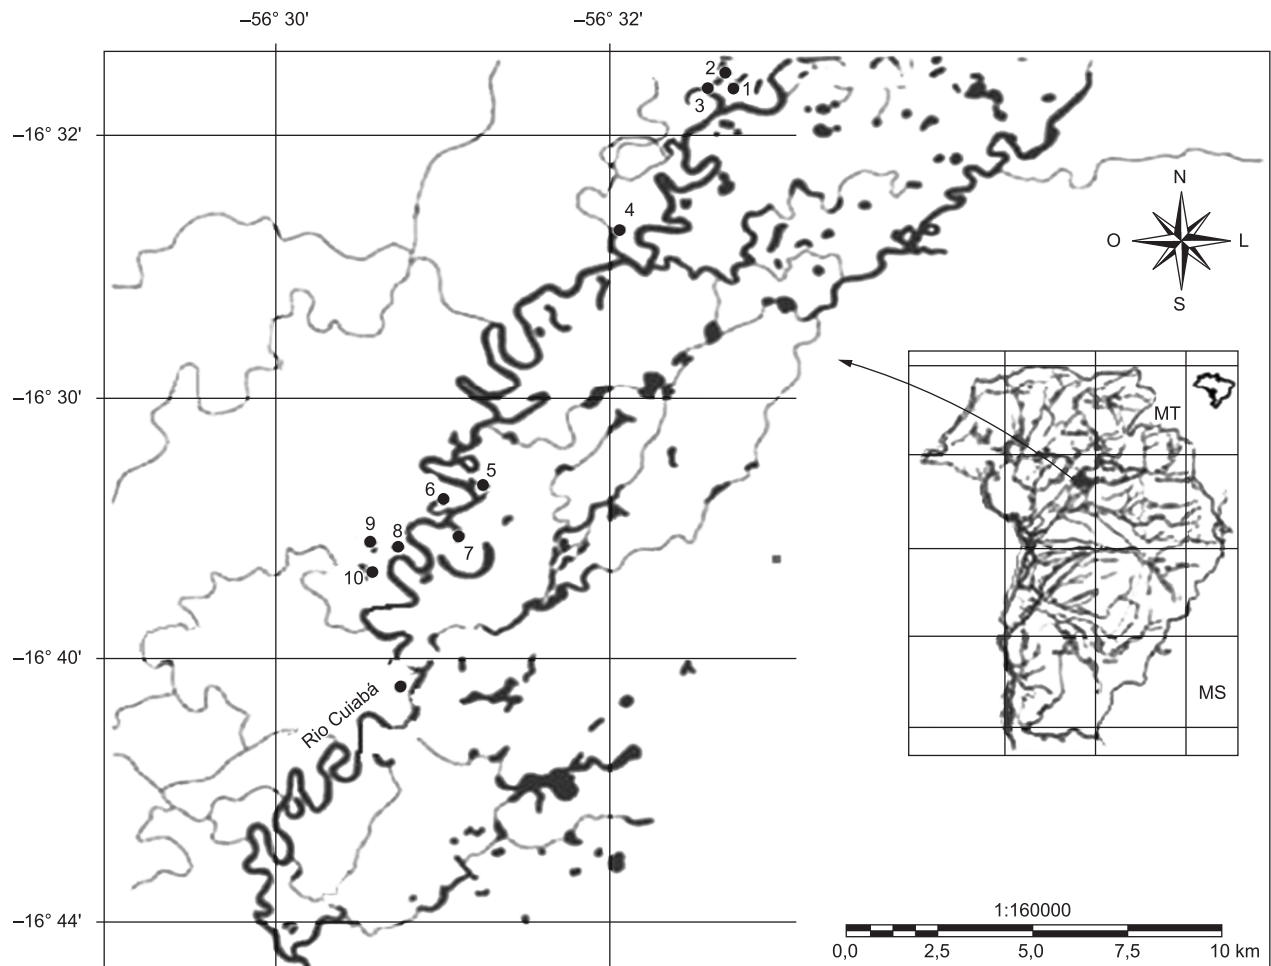 –56° 30'
–56° 32'
2
1
3
–16° 32'
N
4
O
L
S
–16° 30'
MT
5
6
9
8
7
10
–16° 40'
Rio Cuiabá
MS
1:160000
–16° 44'
0,0
2,5
5,0
7,5
10 km